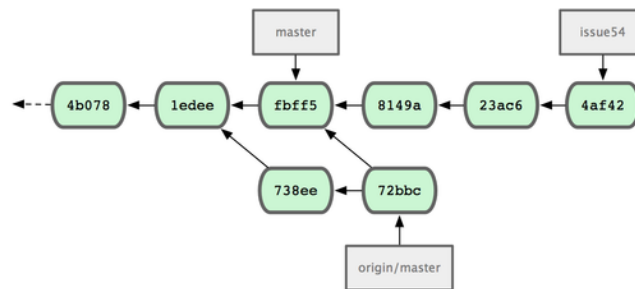 master
issue54
4b078
1edee
fbff5
8149a
23ac6
4af42
738ee
72bbc
origin/master